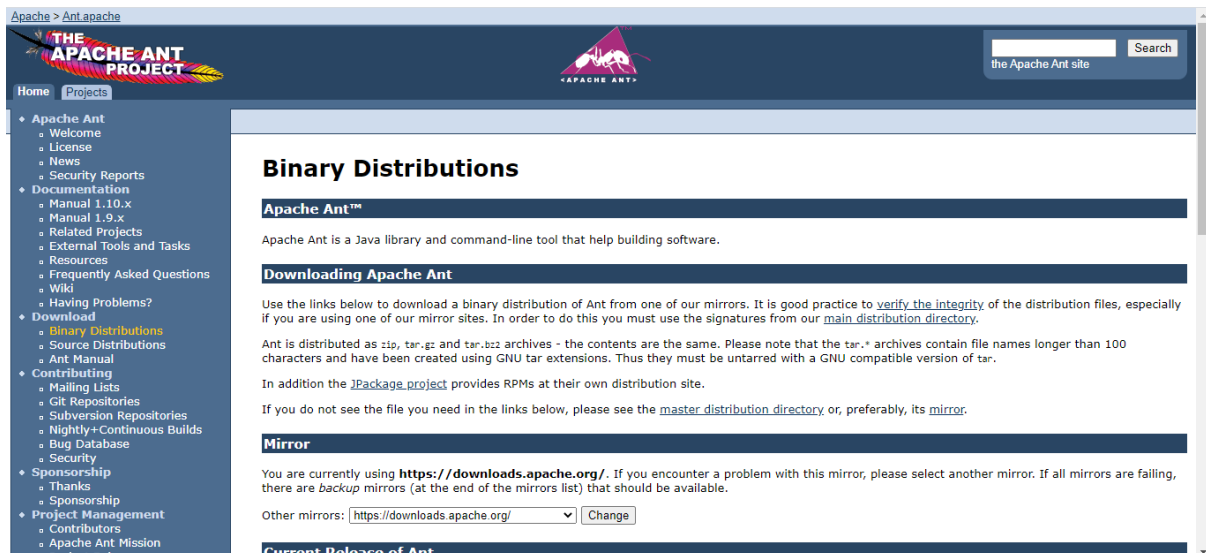 Apache > Ant.apache
THE
APACHE ANT
PROJECT
<APACHE ANT>
Search
the Apache Ant site
Home
Projects
Apache Ant
Welcome
License
News
Security Reports
Documentation
Manual 1.10.x
Manual 1.9.x
Related Projects
External Tools and Tasks
Resources
Frequently Asked Questions
Wiki
Having Problems?
Download
Binary Distributions
Source Distributions
Ant Manual
Contributing
Mailing Lists
Git Repositories
Subversion Repositories
Nightly+Continuous Builds
Bug Database
Security
Sponsorship
Thanks
Sponsorship
Project Management
Contributors
Apache Ant Mission
Binary Distributions
Apache Ant™
Apache Ant is a Java library and command-line tool that help building software.
Downloading Apache Ant
Use the links below to download a binary distribution of Ant from one of our mirrors. It is good practice to verify the integrity of the distribution files, especially
if you are using one of our mirror sites. In order to do this you must use the signatures from our main distribution directory.
Ant is distributed as zip, tar.gz and tar.bz2 archives - the contents are the same. Please note that the tar.* archives contain file names longer than 100
characters and have been created using GNU tar extensions. Thus they must be untarred with a GNU compatible version of tar.
In addition the JPackage project provides RPMs at their own distribution site.
If you do not see the file you need in the links below, please see the master distribution directory or, preferably, its mirror.
Mirror
You are currently using https://downloads.apache.org/. If you encounter a problem with this mirror, please select another mirror. If all mirrors are failing,
there are backup mirrors (at the end of the mirrors list) that should be available.
Other mirrors: https://downloads.apache.org/ Change
Current Release of Ant